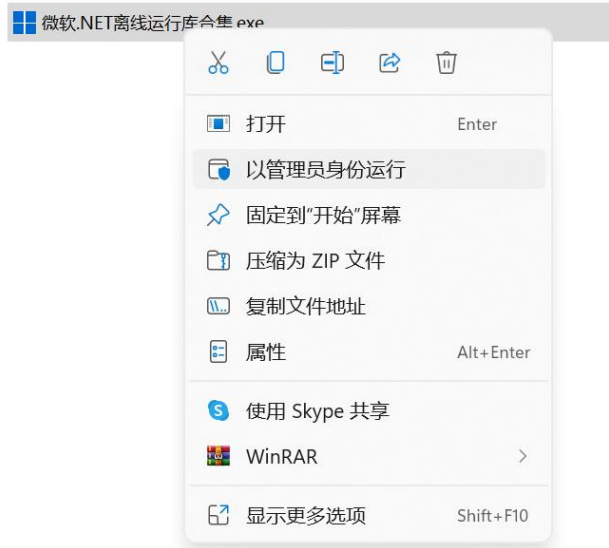 微软.NET离线运行库合集.exe
打开 Enter
以管理员身份运行
固定到“开始”屏幕
压缩为 ZIP 文件
复制文件地址
属性 Alt+Enter
使用 Skype 共享
WinRAR
显示更多选项 Shift+F10